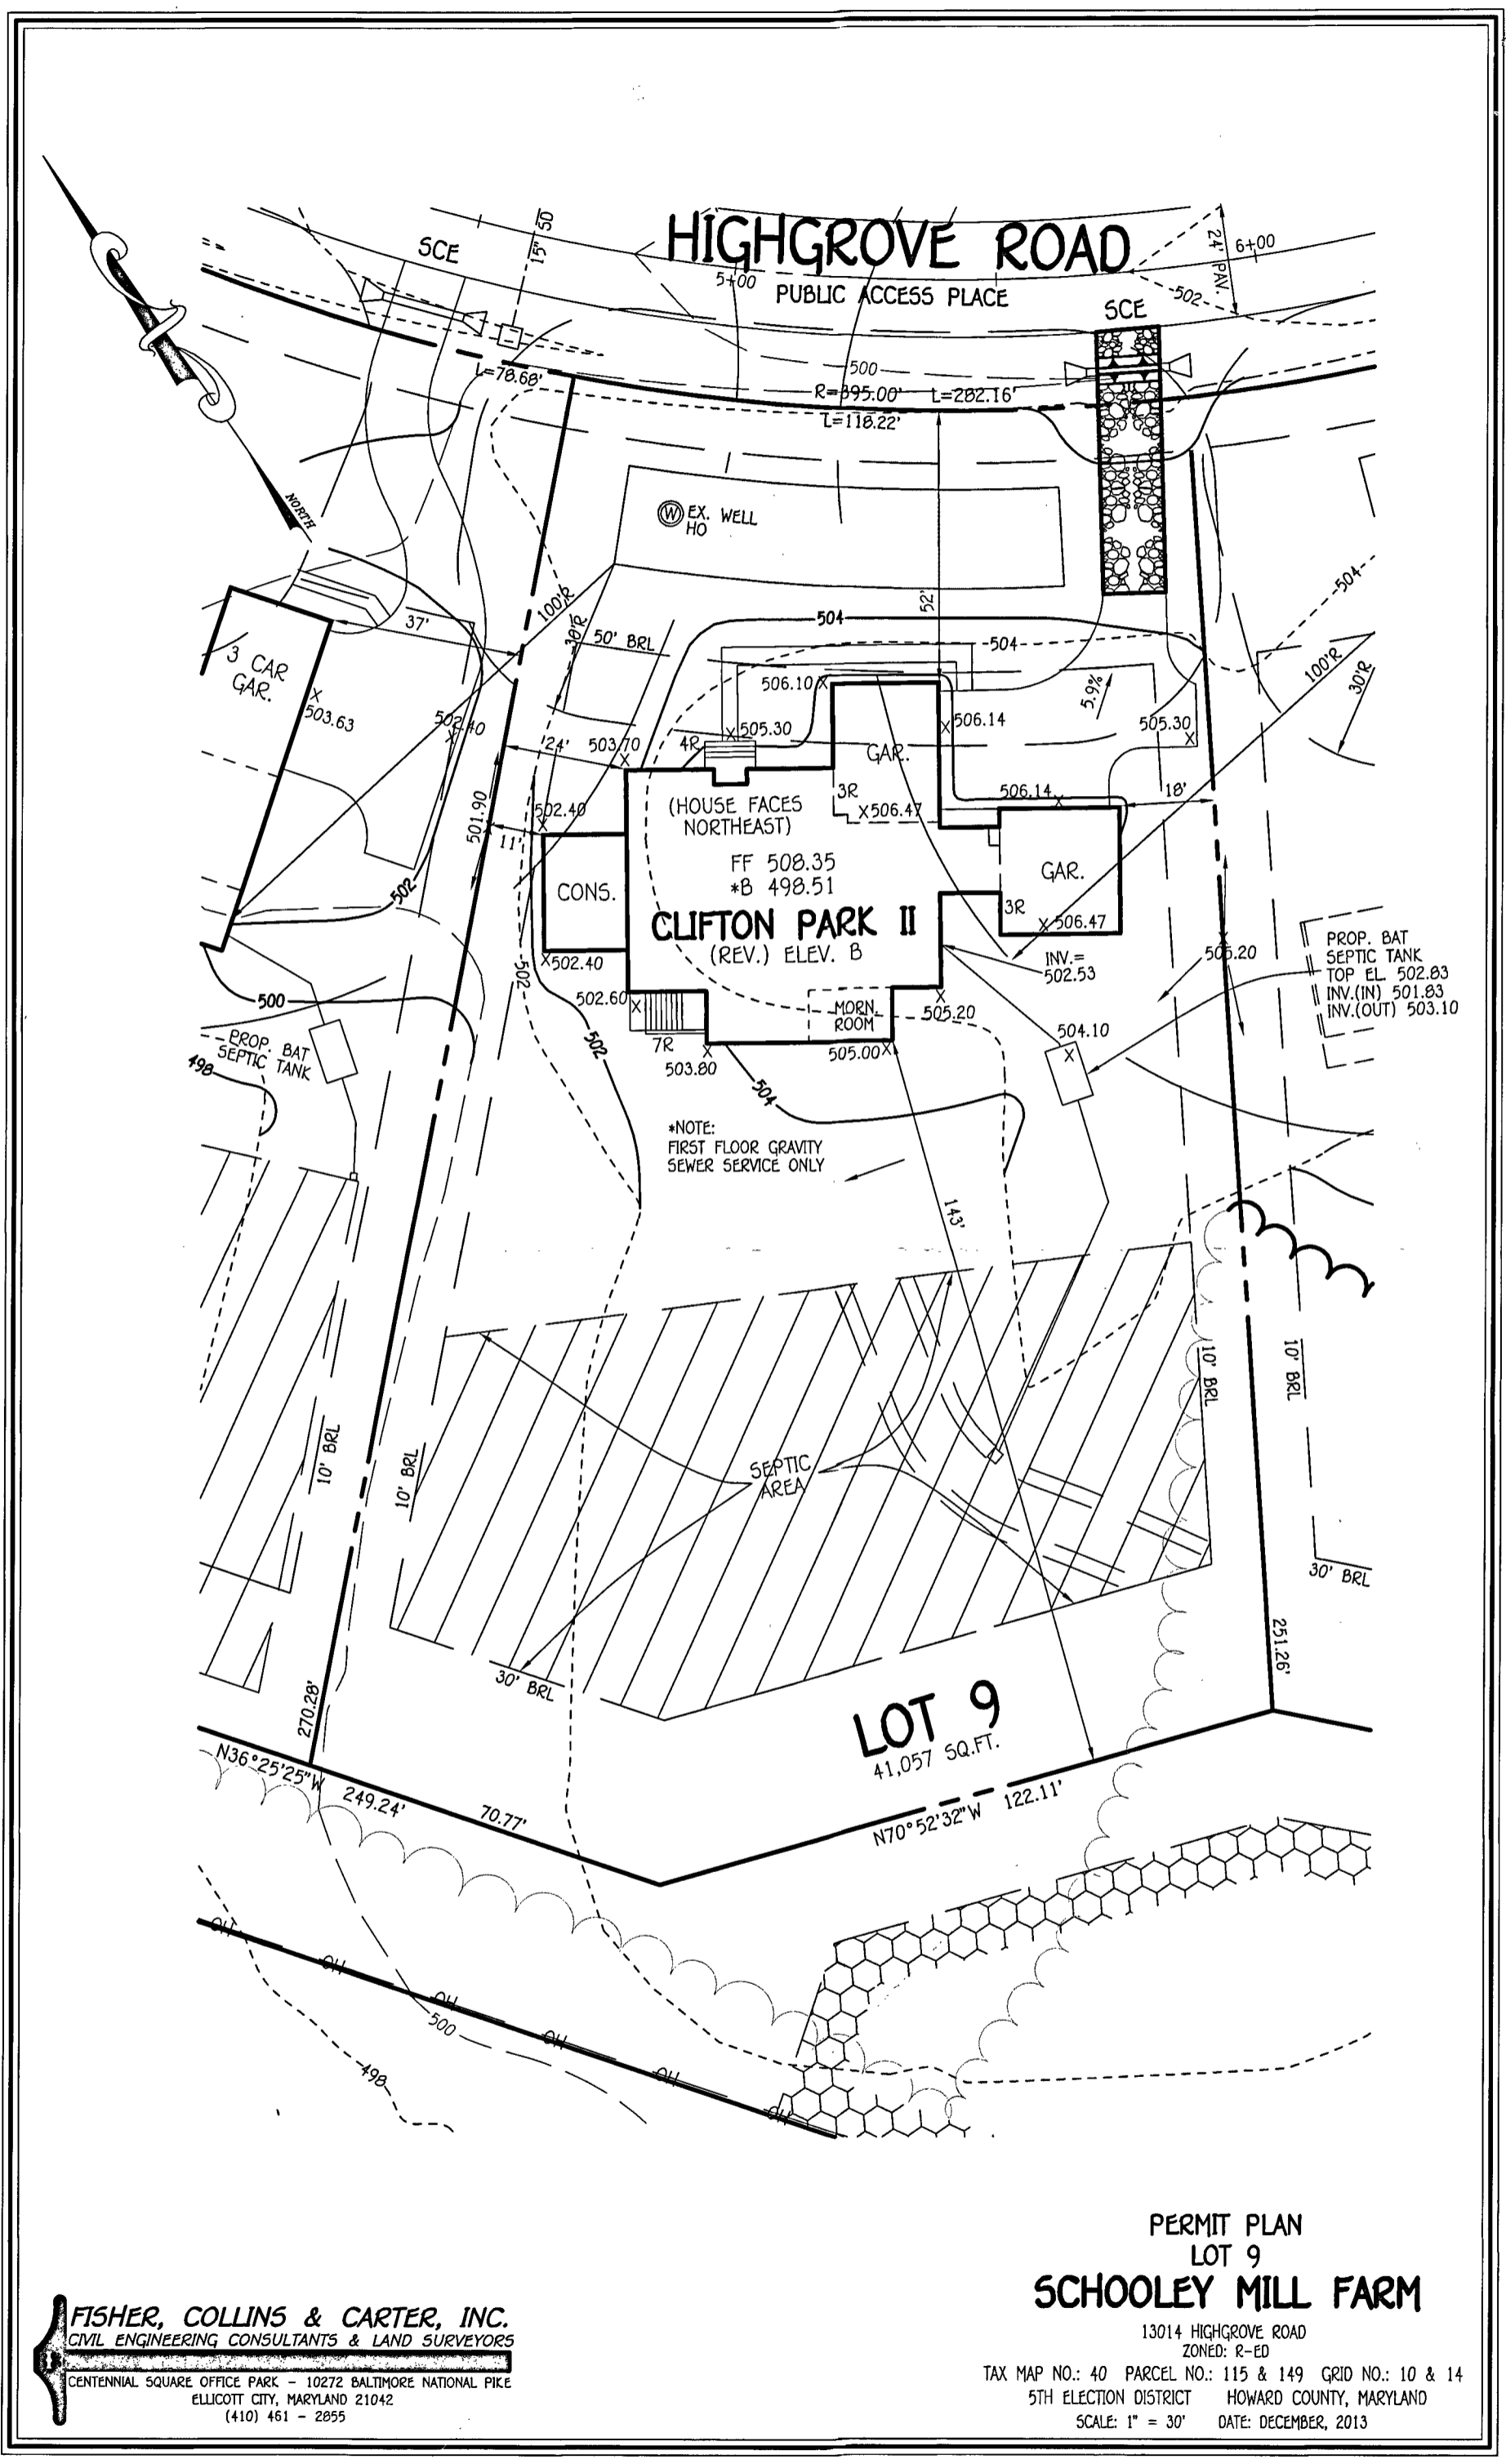 HIGHGROVE ROAD
PUBLIC ACCESS PLACE
SCE
15" SD
5+00
24' PAV.
6+00
502
SCE
500
L=78.68'
R=395.00' L=282.16'
L=118.22'
NORTH
EX. WELL
HO
W
504
100'R
30'R
50' BRL
52'
504
504
37'
3 CAR
GAR.
503.63
502.40
506.10
505.30
506.14
5.9%
505.30
100'R
30'R
24'
503.70
4R
GAR.
3R
506.47
506.14
18'
501.90
502.40
11'
(HOUSE FACES
NORTHEAST)
FF 508.35
*B 498.51
CLIFTON PARK II
(REV.) ELEV. B
CONS.
GAR.
3R
506.47
502
502.40
502
INV.=
502.53
505.20
PROP. BAT
SEPTIC TANK
TOP EL. 502.83
INV.(IN) 501.83
INV.(OUT) 503.10
500
502.60
MORN.
ROOM
505.20
504.10
PROP. BAT
SEPTIC TANK
498
502
7R
503.80
505.00
504
*NOTE:
FIRST FLOOR GRAVITY
SEWER SERVICE ONLY
143'
10' BRL
10' BRL
10' BRL
10' BRL
SEPTIC
AREA
30' BRL
30' BRL
251.26'
270.28'
LOT 9
41,057 SQ.FT.
N36°25'25"W
249.24'
70.77'
N70°52'32"W 122.11'
OH
OH
OH
OH
OH
OH
500
498
PERMIT PLAN
LOT 9
SCHOOLEY MILL FARM
13014 HIGHGROVE ROAD
ZONED: R-ED
TAX MAP NO.: 40 PARCEL NO.: 115 & 149 GRID NO.: 10 & 14
5TH ELECTION DISTRICT HOWARD COUNTY, MARYLAND
SCALE: 1" = 30' DATE: DECEMBER, 2013
FISHER, COLLINS & CARTER, INC.
CIVIL ENGINEERING CONSULTANTS & LAND SURVEYORS
CENTENNIAL SQUARE OFFICE PARK - 10272 BALTIMORE NATIONAL PIKE
ELLICOTT CITY, MARYLAND 21042
(410) 461 - 2855